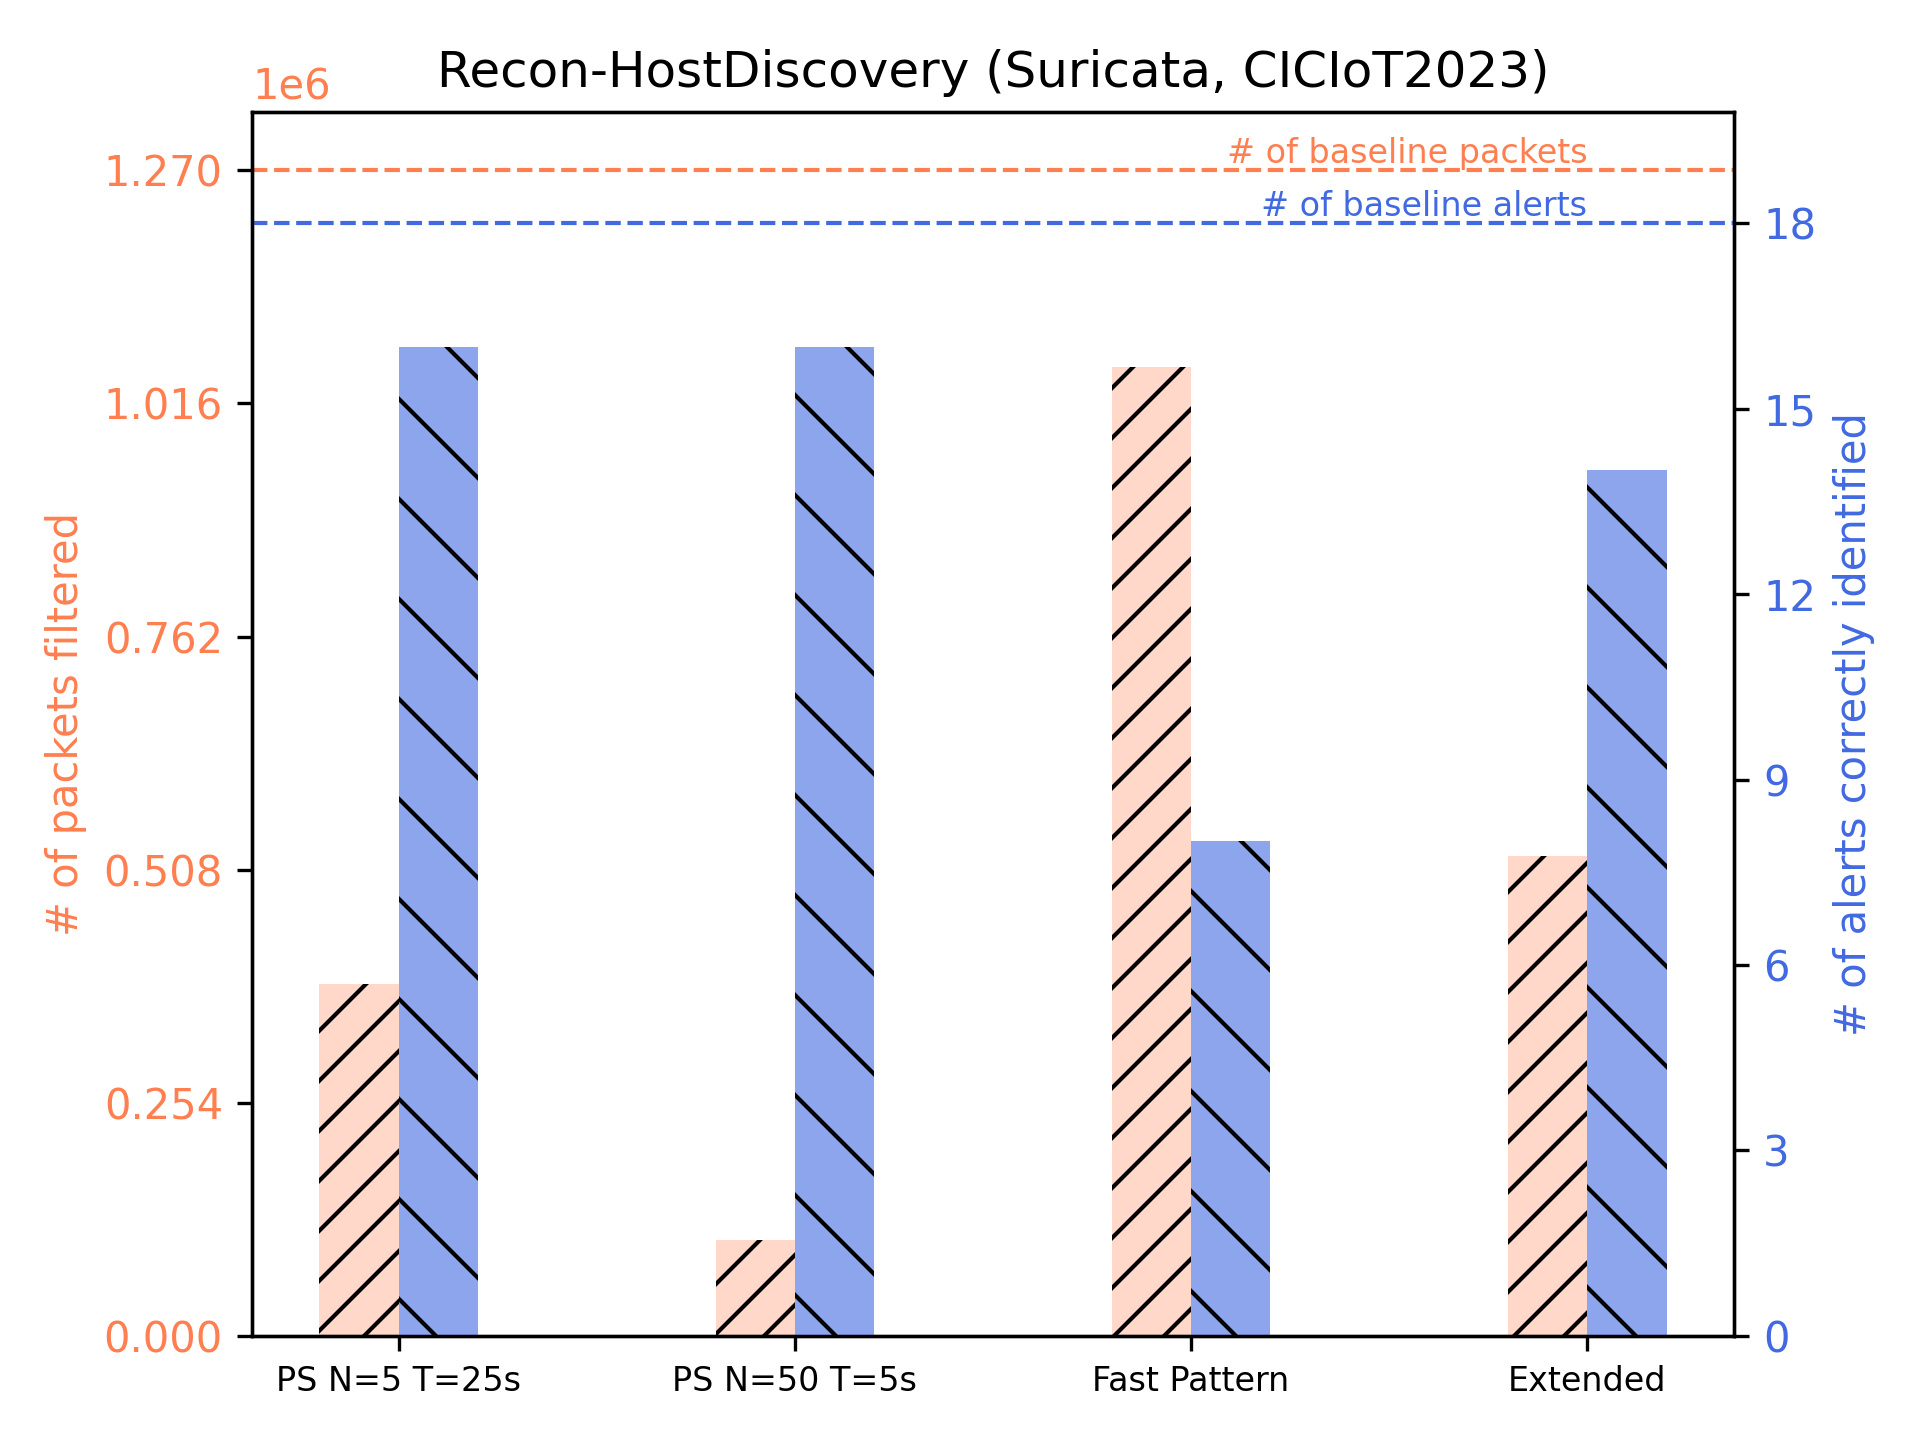 Recon-HostDiscovery (Suricata, CICIoT2023)
1e6
# of baseline packets
# of baseline alerts
1.270
1.016
0.762
0.508
0.254
0.000
# of packets filtered
18
15
12
9
6
3
0
# of alerts correctly identified
PS N=5 T=25s
PS N=50 T=5s
Fast Pattern
Extended